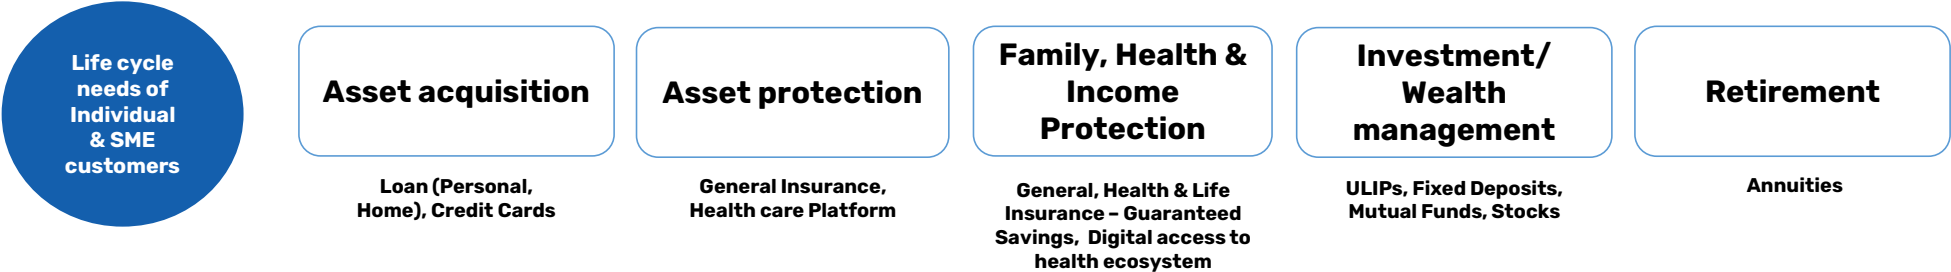 Life cycle
needs of
Individual
& SME
customers
Asset acquisition
Loan (Personal,
Home), Credit Cards
Asset protection
General Insurance,
Health care Platform
Family, Health &
Income
Protection
General, Health & Life
Insurance – Guaranteed
Savings,  Digital access to
health ecosystem
Investment/
Wealth
management
ULIPs, Fixed Deposits,
Mutual Funds, Stocks
Retirement
Annuities